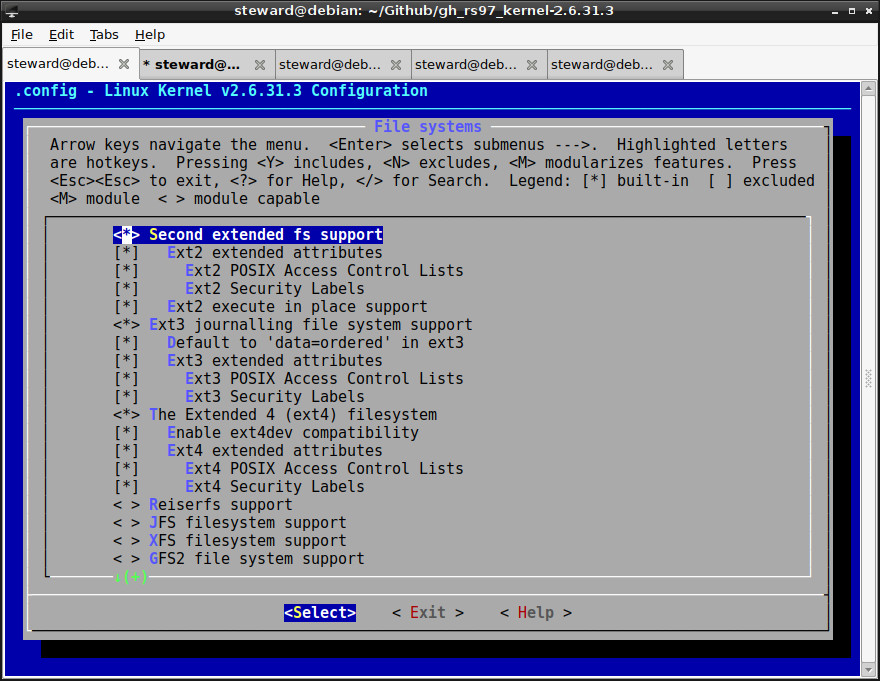 steward@debian: ~/Github/gh_rs97_kernel-2.6.31.3
File Edit Tabs Help
steward@deb... * steward@... steward@deb... steward@deb... steward@deb...
.config - Linux Kernel v2.6.31.3 Configuration
File systems
Arrow keys navigate the menu.  <Enter> selects submenus --->.  Highlighted letters
are hotkeys.  Pressing <Y> includes, <N> excludes, <M> modularizes features.  Press
<Esc><Esc> to exit, <?> for Help, </> for Search.  Legend: [*] built-in  [ ] excluded
<M> module  < > module capable
<*> Second extended fs support
[*]   Ext2 extended attributes
[*]     Ext2 POSIX Access Control Lists
[*]     Ext2 Security Labels
[*]   Ext2 execute in place support
<*> Ext3 journalling file system support
[*]   Default to 'data=ordered' in ext3
[*]   Ext3 extended attributes
[*]     Ext3 POSIX Access Control Lists
[*]     Ext3 Security Labels
<*> The Extended 4 (ext4) filesystem
[*]   Enable ext4dev compatibility
[*]   Ext4 extended attributes
[*]     Ext4 POSIX Access Control Lists
[*]     Ext4 Security Labels
< > Reiserfs support
< > JFS filesystem support
< > XFS filesystem support
< > GFS2 file system support
↓(+)
<Select>    < Exit >    < Help >